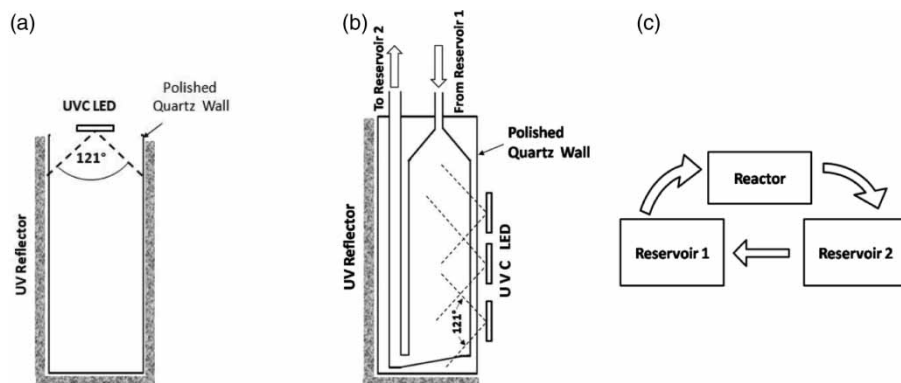 (a)
UVC LED
Polished
Quartz Wall
121°
UV Reflector
(b)
To Reservoir 2
From Reservoir 1
Polished
Quartz Wall
UV Reflector
UVC LED
121°
(c)
Reactor
Reservoir 1
Reservoir 2